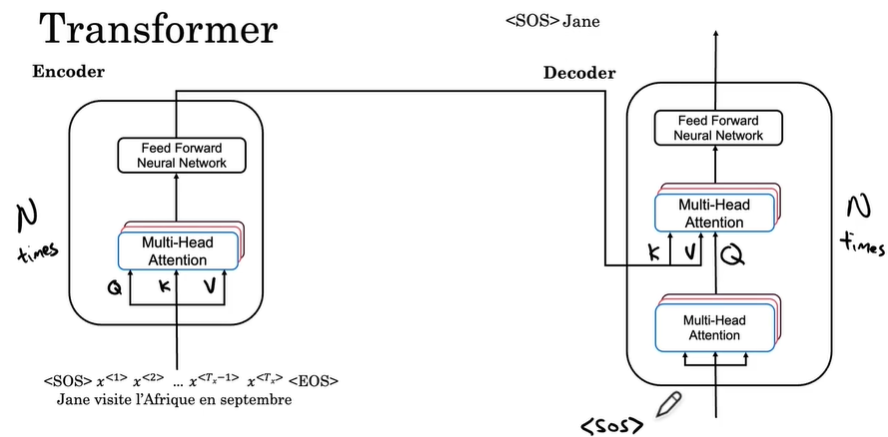 Transformer
<SOS> Jane
Encoder
Decoder
Feed Forward
Neural Network
Feed Forward
Neural Network
N
times
Multi-Head
Attention
Q K V
Multi-Head
Attention
K V Q
N
times
Multi-Head
Attention
<SOS> x<1> x<2> ... x<Tx-1> x<Tx> <EOS>
Jane visite l'Afrique en septembre
<SOS>